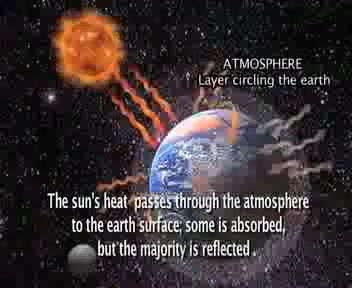 ATMOSPHERE
Layer circling the earth
The sun's heat passes through the atmosphere
to the earth surface; some is absorbed,
but the majority is reflected.